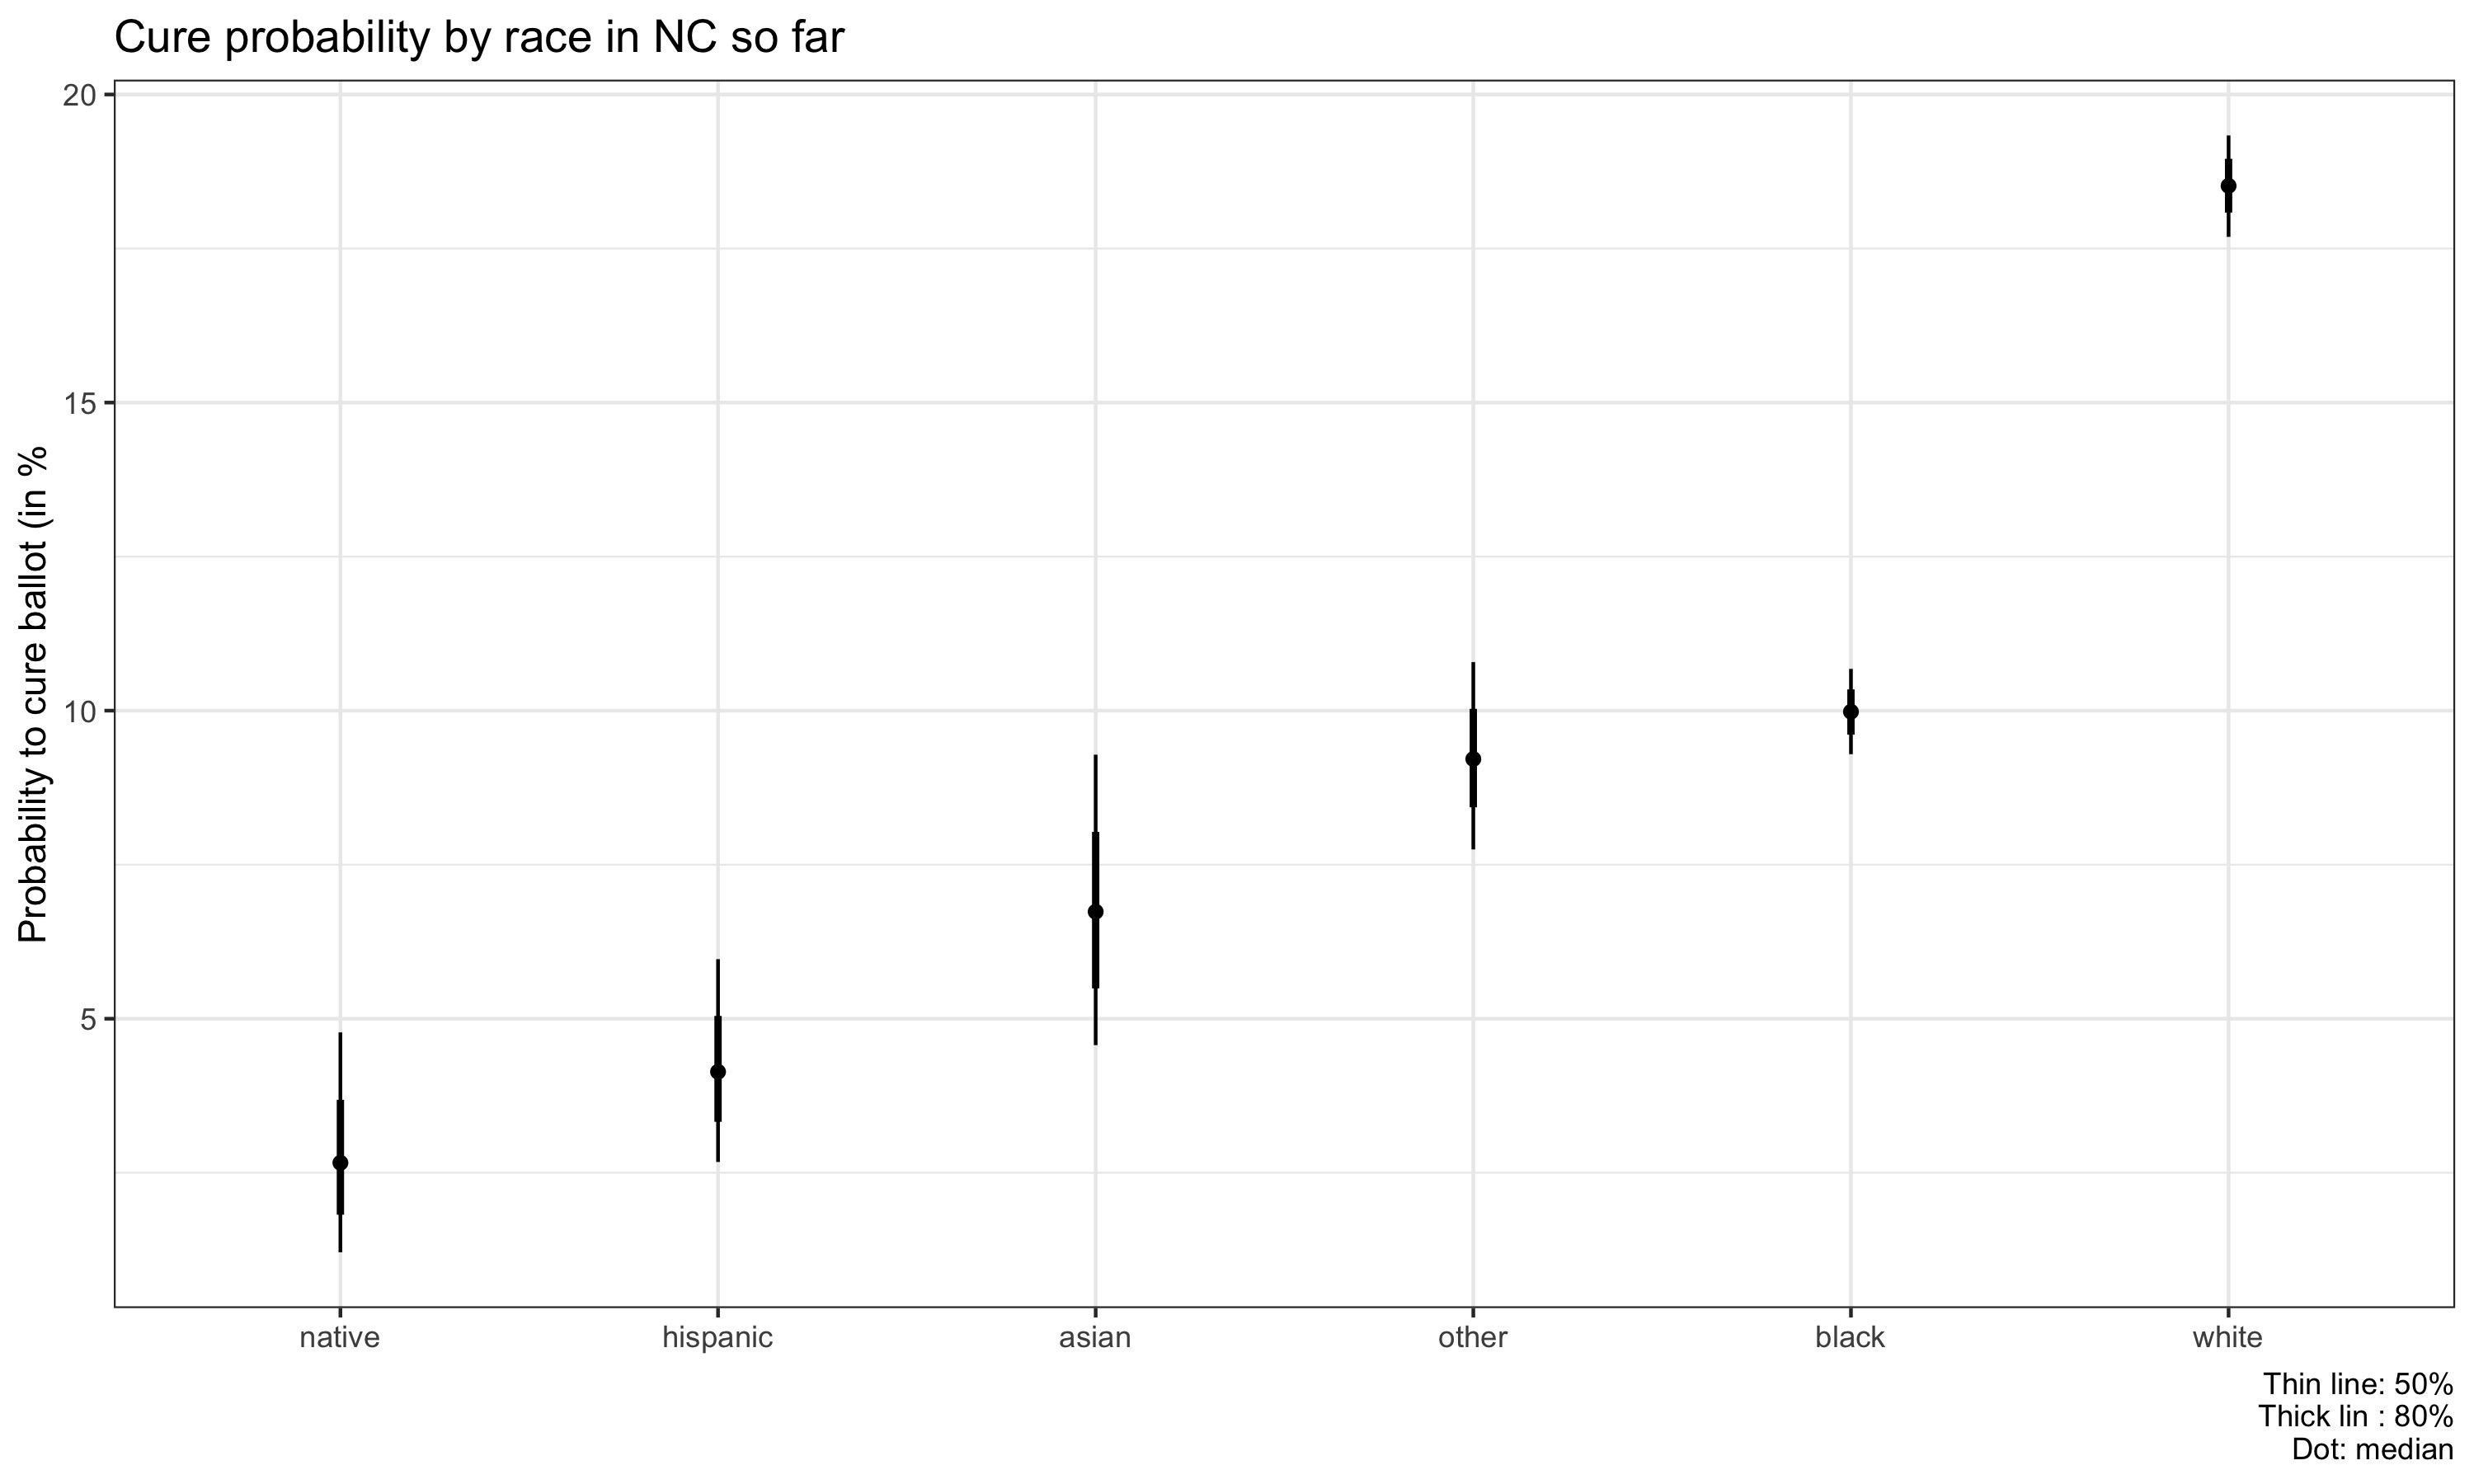 Cure probability by race in NC so far
Probability to cure ballot (in %
20
15
10
5
native hispanic asian other black white
Thin line: 50%
Thick lin : 80%
Dot: median